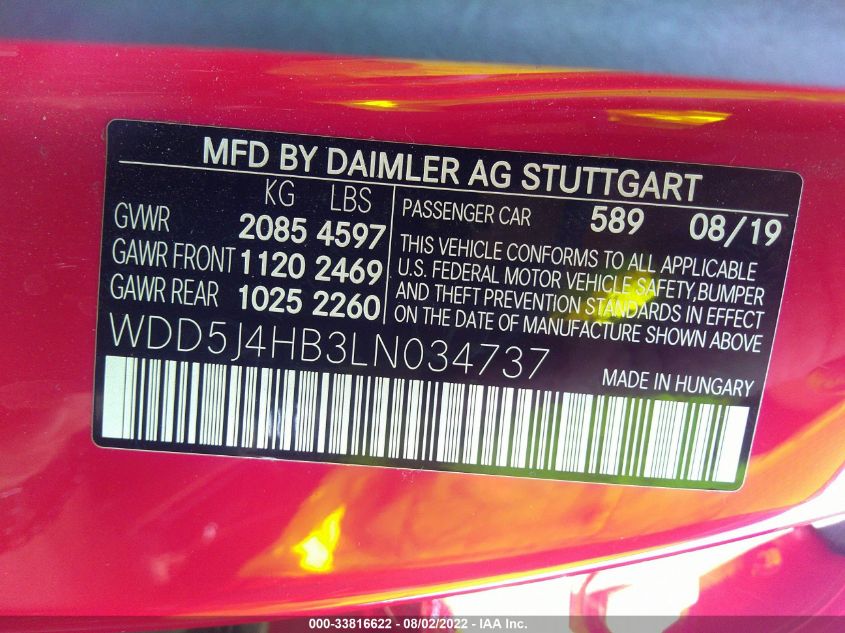 MFD BY DAIMLER AG STUTTGART
KG LBS
GVWR 2085 4597
GAWR FRONT 1120 2469
GAWR REAR 1025 2260
PASSENGER CAR 589 08/19
THIS VEHICLE CONFORMS TO ALL APPLICABLE
U.S. FEDERAL MOTOR VEHICLE SAFETY, BUMPER
AND THEFT PREVENTION STANDARDS IN EFFECT
ON THE DATE OF MANUFACTURE SHOWN ABOVE
WDD5J4HB3LN034737
MADE IN HUNGARY
000-33816622 - 08/02/2022 - IAA Inc.